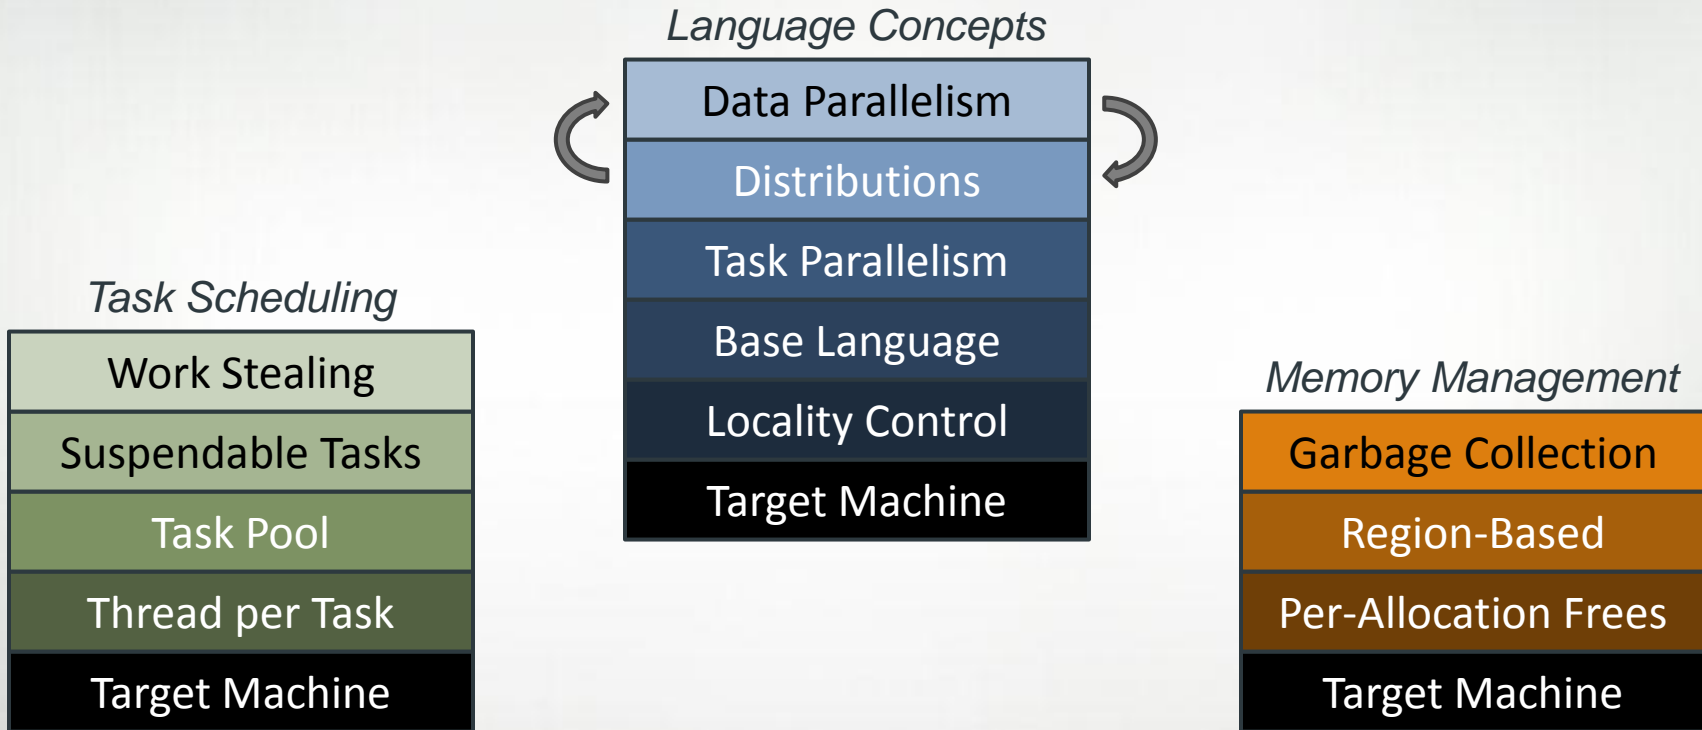 Language Concepts
Data Parallelism
Distributions
Task Parallelism
Base Language
Locality Control
Target Machine
Task Scheduling
Work Stealing
Suspendable Tasks
Task Pool
Thread per Task
Target Machine
Memory Management
Garbage Collection
Region-Based
Per-Allocation Frees
Target Machine